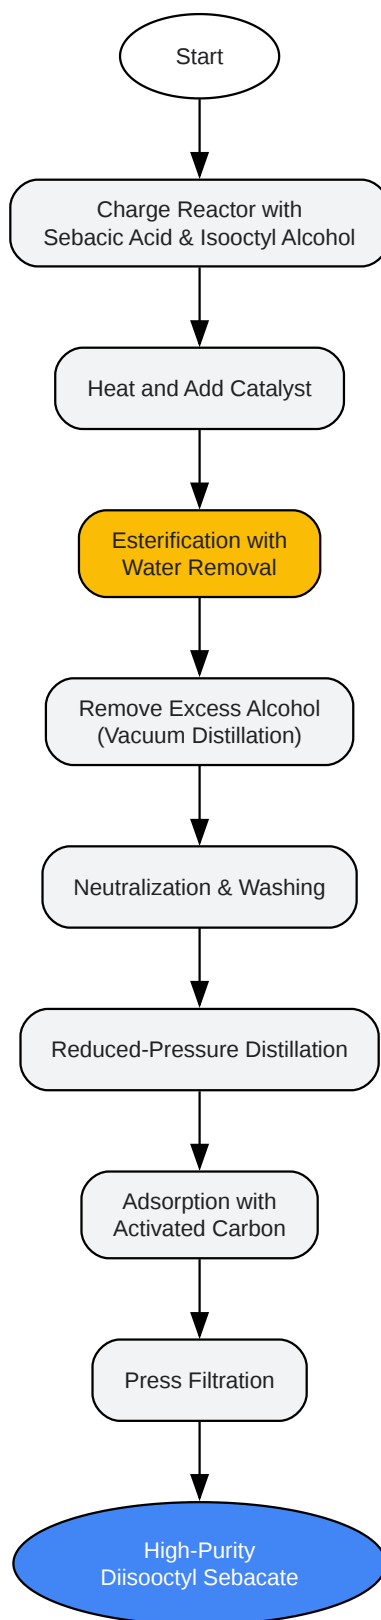 Start
Charge Reactor with
Sebacic Acid & Isooctyl Alcohol
Heat and Add Catalyst
Esterification with
Water Removal
Remove Excess Alcohol
(Vacuum Distillation)
Neutralization & Washing
Reduced-Pressure Distillation
Adsorption with
Activated Carbon
Press Filtration
High-Purity
Diisooctyl Sebacate